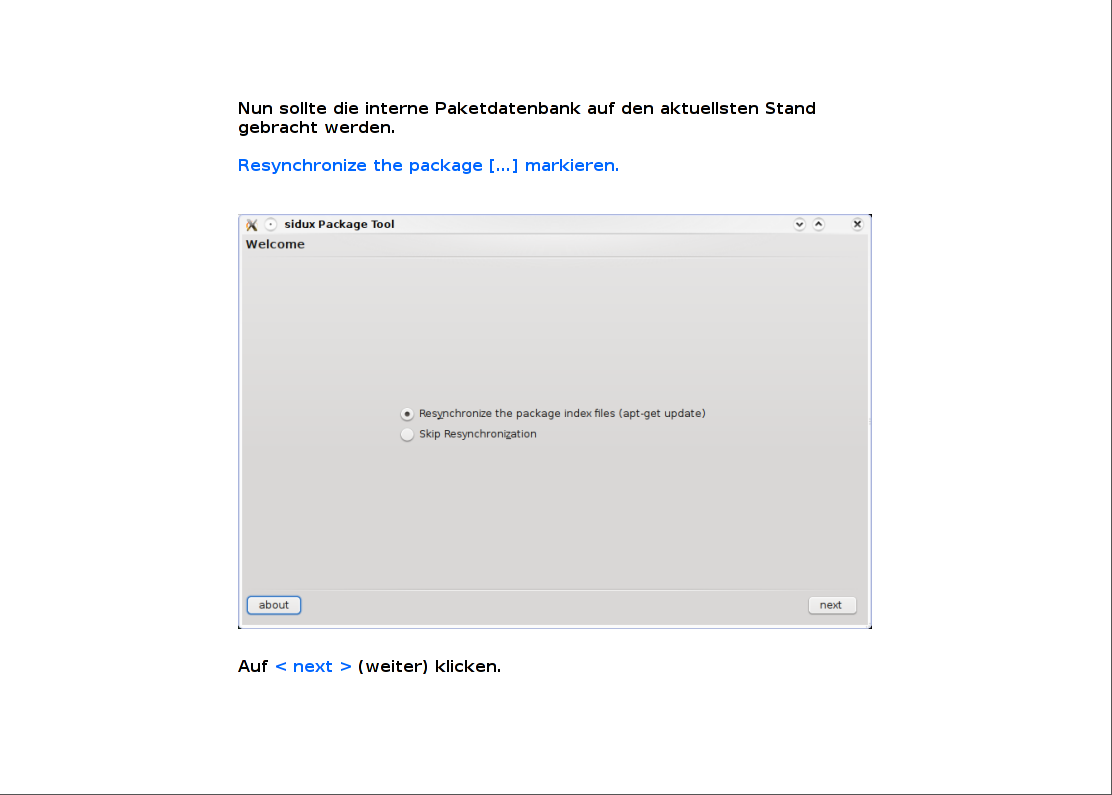 Nun sollte die interne Paketdatenbank auf den aktuellsten Stand
gebracht werden.
Resynchronize the package [...] markieren.
sidux Package Tool
Welcome
Resynchronize the package index files (apt-get update)
Skip Resynchronization
about
next
Auf < next > (weiter) klicken.